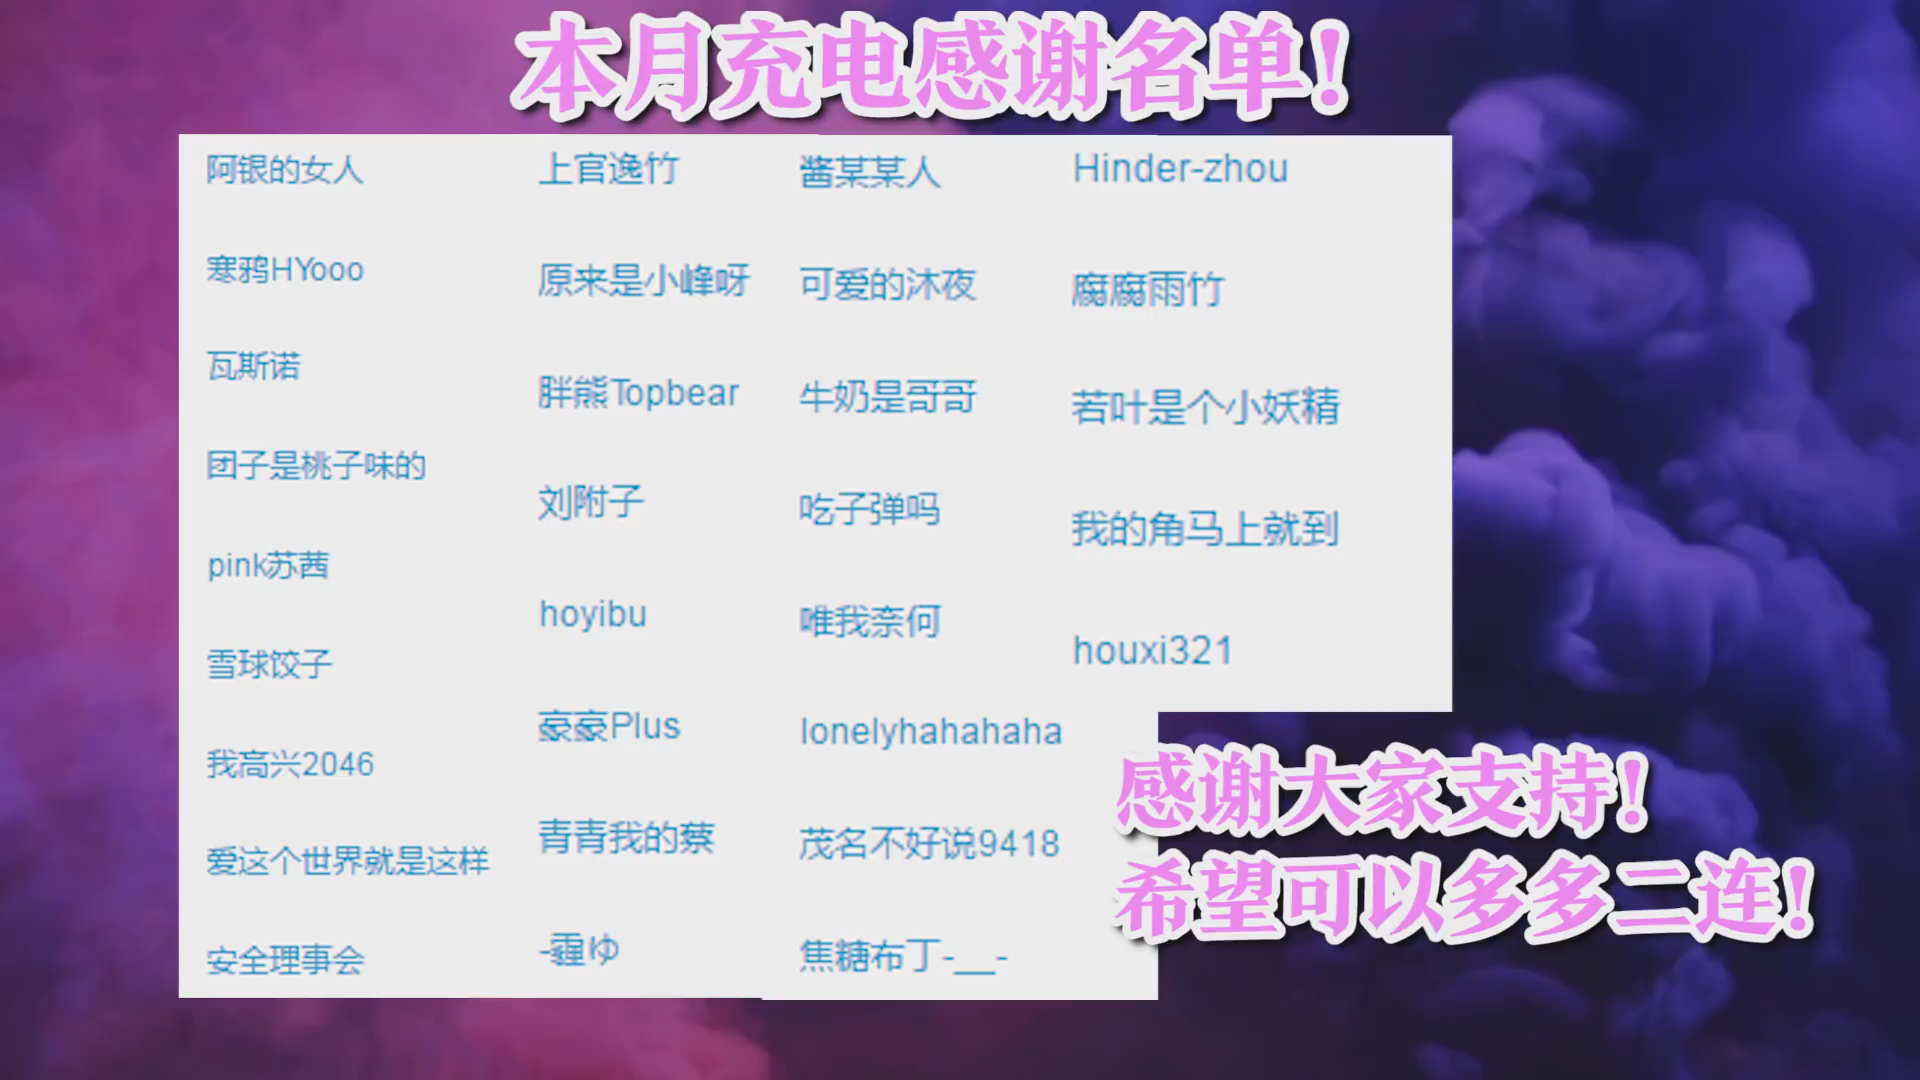 本月充电感谢名单!
阿银的女人
寒鸦HYooo
瓦斯诺
团子是桃子味的
pink苏茜
雪球饺子
我高兴2046
爱这个世界就是这样
安全理事会
上官逸竹
原来是小峰呀
胖熊Topbear
刘附子
hoyibu
豪豪Plus
青青我的蔡
-霾ゆ
酱某某人
可爱的沐夜
牛奶是哥哥
吃子弹吗
唯我奈何
lonelyhahahaha
茂名不好说9418
焦糖布丁-__-
Hinder-zhou
腐腐雨竹
若叶是个小妖精
我的角马上就到
houxi321
感谢大家支持!
希望可以多多二连!